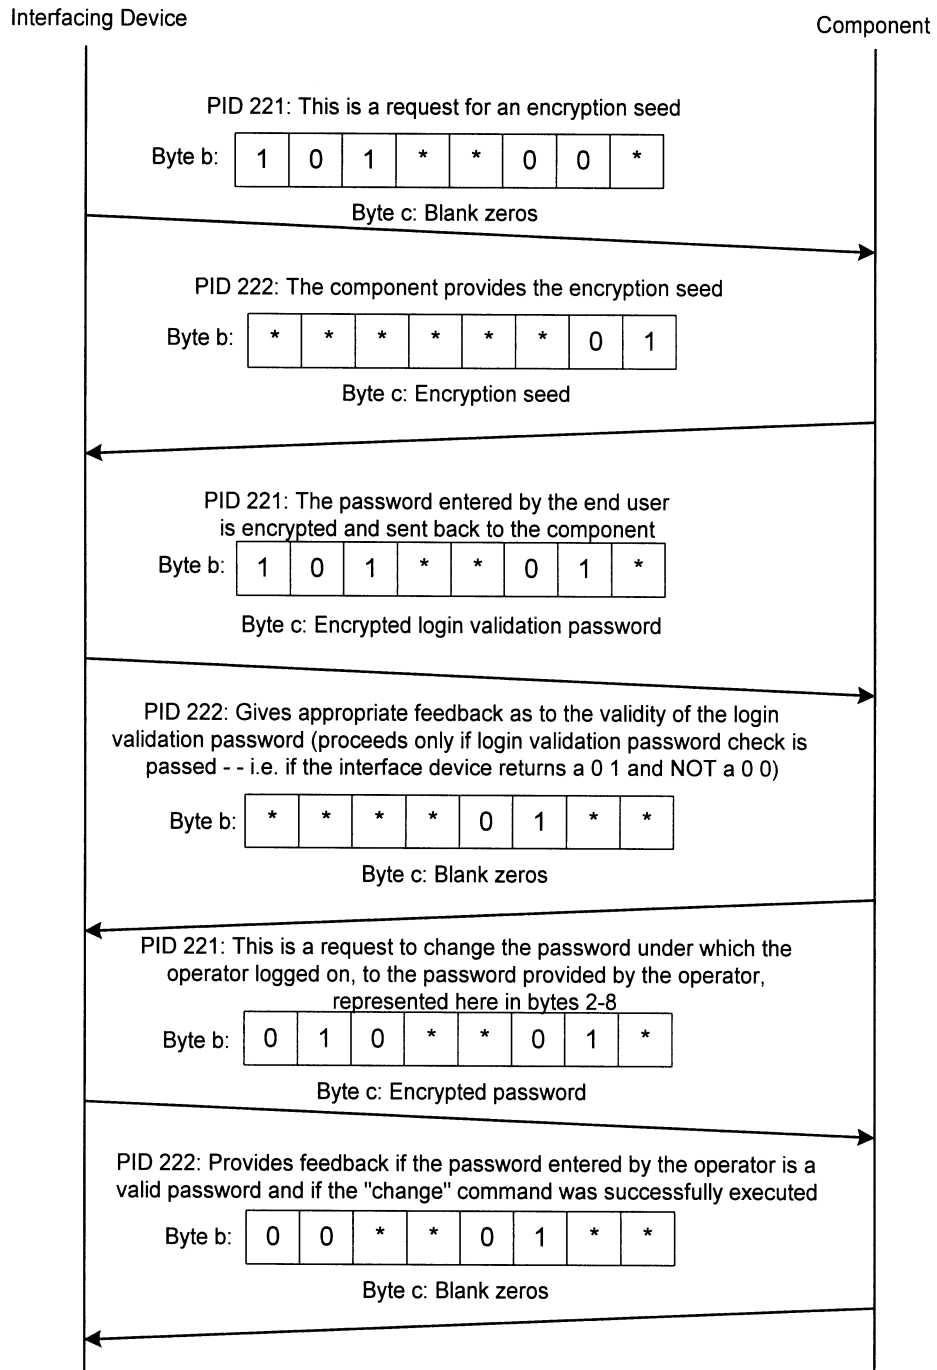 Interfacing Device
Component
PID 221: This is a request for an encryption seed
Byte b: 1 0 1 * * 0 0 *
Byte c: Blank zeros
PID 222: The component provides the encryption seed
Byte b: * * * * * * 0 1
Byte c: Encryption seed
PID 221: The password entered by the end user
is encrypted and sent back to the component
Byte b: 1 0 1 * * 0 1 *
Byte c: Encrypted login validation password
PID 222: Gives appropriate feedback as to the validity of the login
validation password (proceeds only if login validation password check is
passed - - i.e. if the interface device returns a 0 1 and NOT a 0 0)
Byte b: * * * * 0 1 * *
Byte c: Blank zeros
PID 221: This is a request to change the password under which the
operator logged on, to the password provided by the operator,
represented here in bytes 2-8
Byte b: 0 1 0 * * 0 1 *
Byte c: Encrypted password
PID 222: Provides feedback if the password entered by the operator is a
valid password and if the "change" command was successfully executed
Byte b: 0 0 * * 0 1 * *
Byte c: Blank zeros